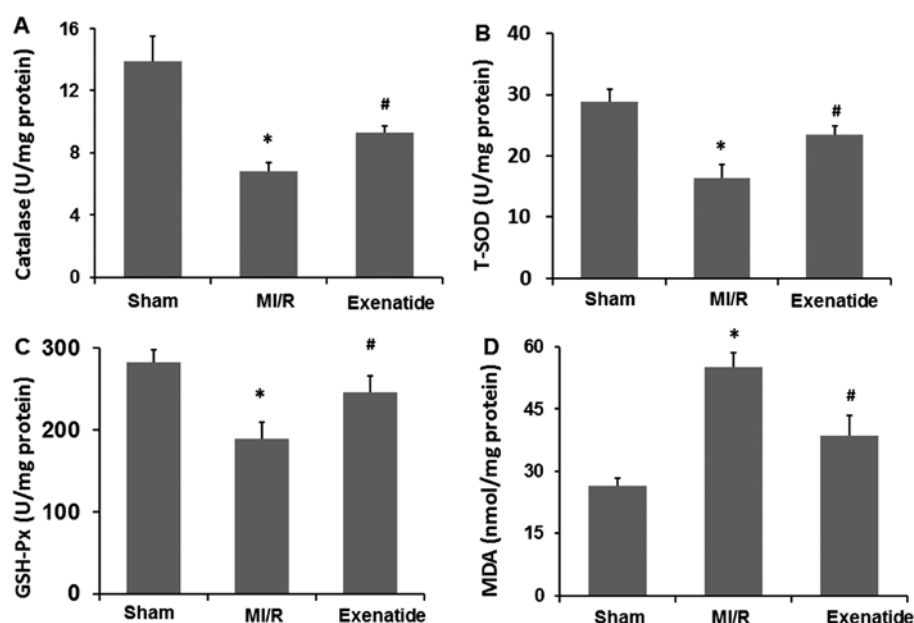 A
Catalase (U/mg protein)
16
12
8
4
0
*
#
Sham
MI/R
Exenatide
B
T-SOD (U/mg protein)
40
30
20
10
0
*
#
Sham
MI/R
Exenatide
C
GSH-Px (U/mg protein)
300
200
100
0
*
#
Sham
MI/R
Exenatide
D
MDA (nmol/mg protein)
60
45
30
15
0
*
#
Sham
MI/R
Exenatide